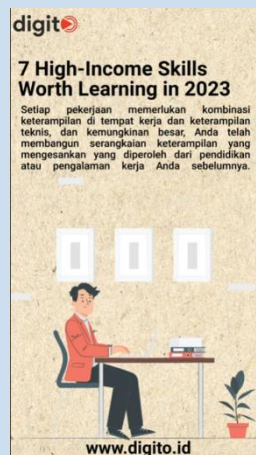 digito
7 High-Income Skills
Worth Learning in 2023
Setiap pekerjaan memerlukan kombinasi
keterampilan di tempat kerja dan keterampilan
teknis, dan kemungkinan besar, Anda telah
membangun serangkaian keterampilan yang
mengesankan yang diperoleh dari pendidikan
atau pengalaman kerja Anda sebelumnya.
www.digito.id